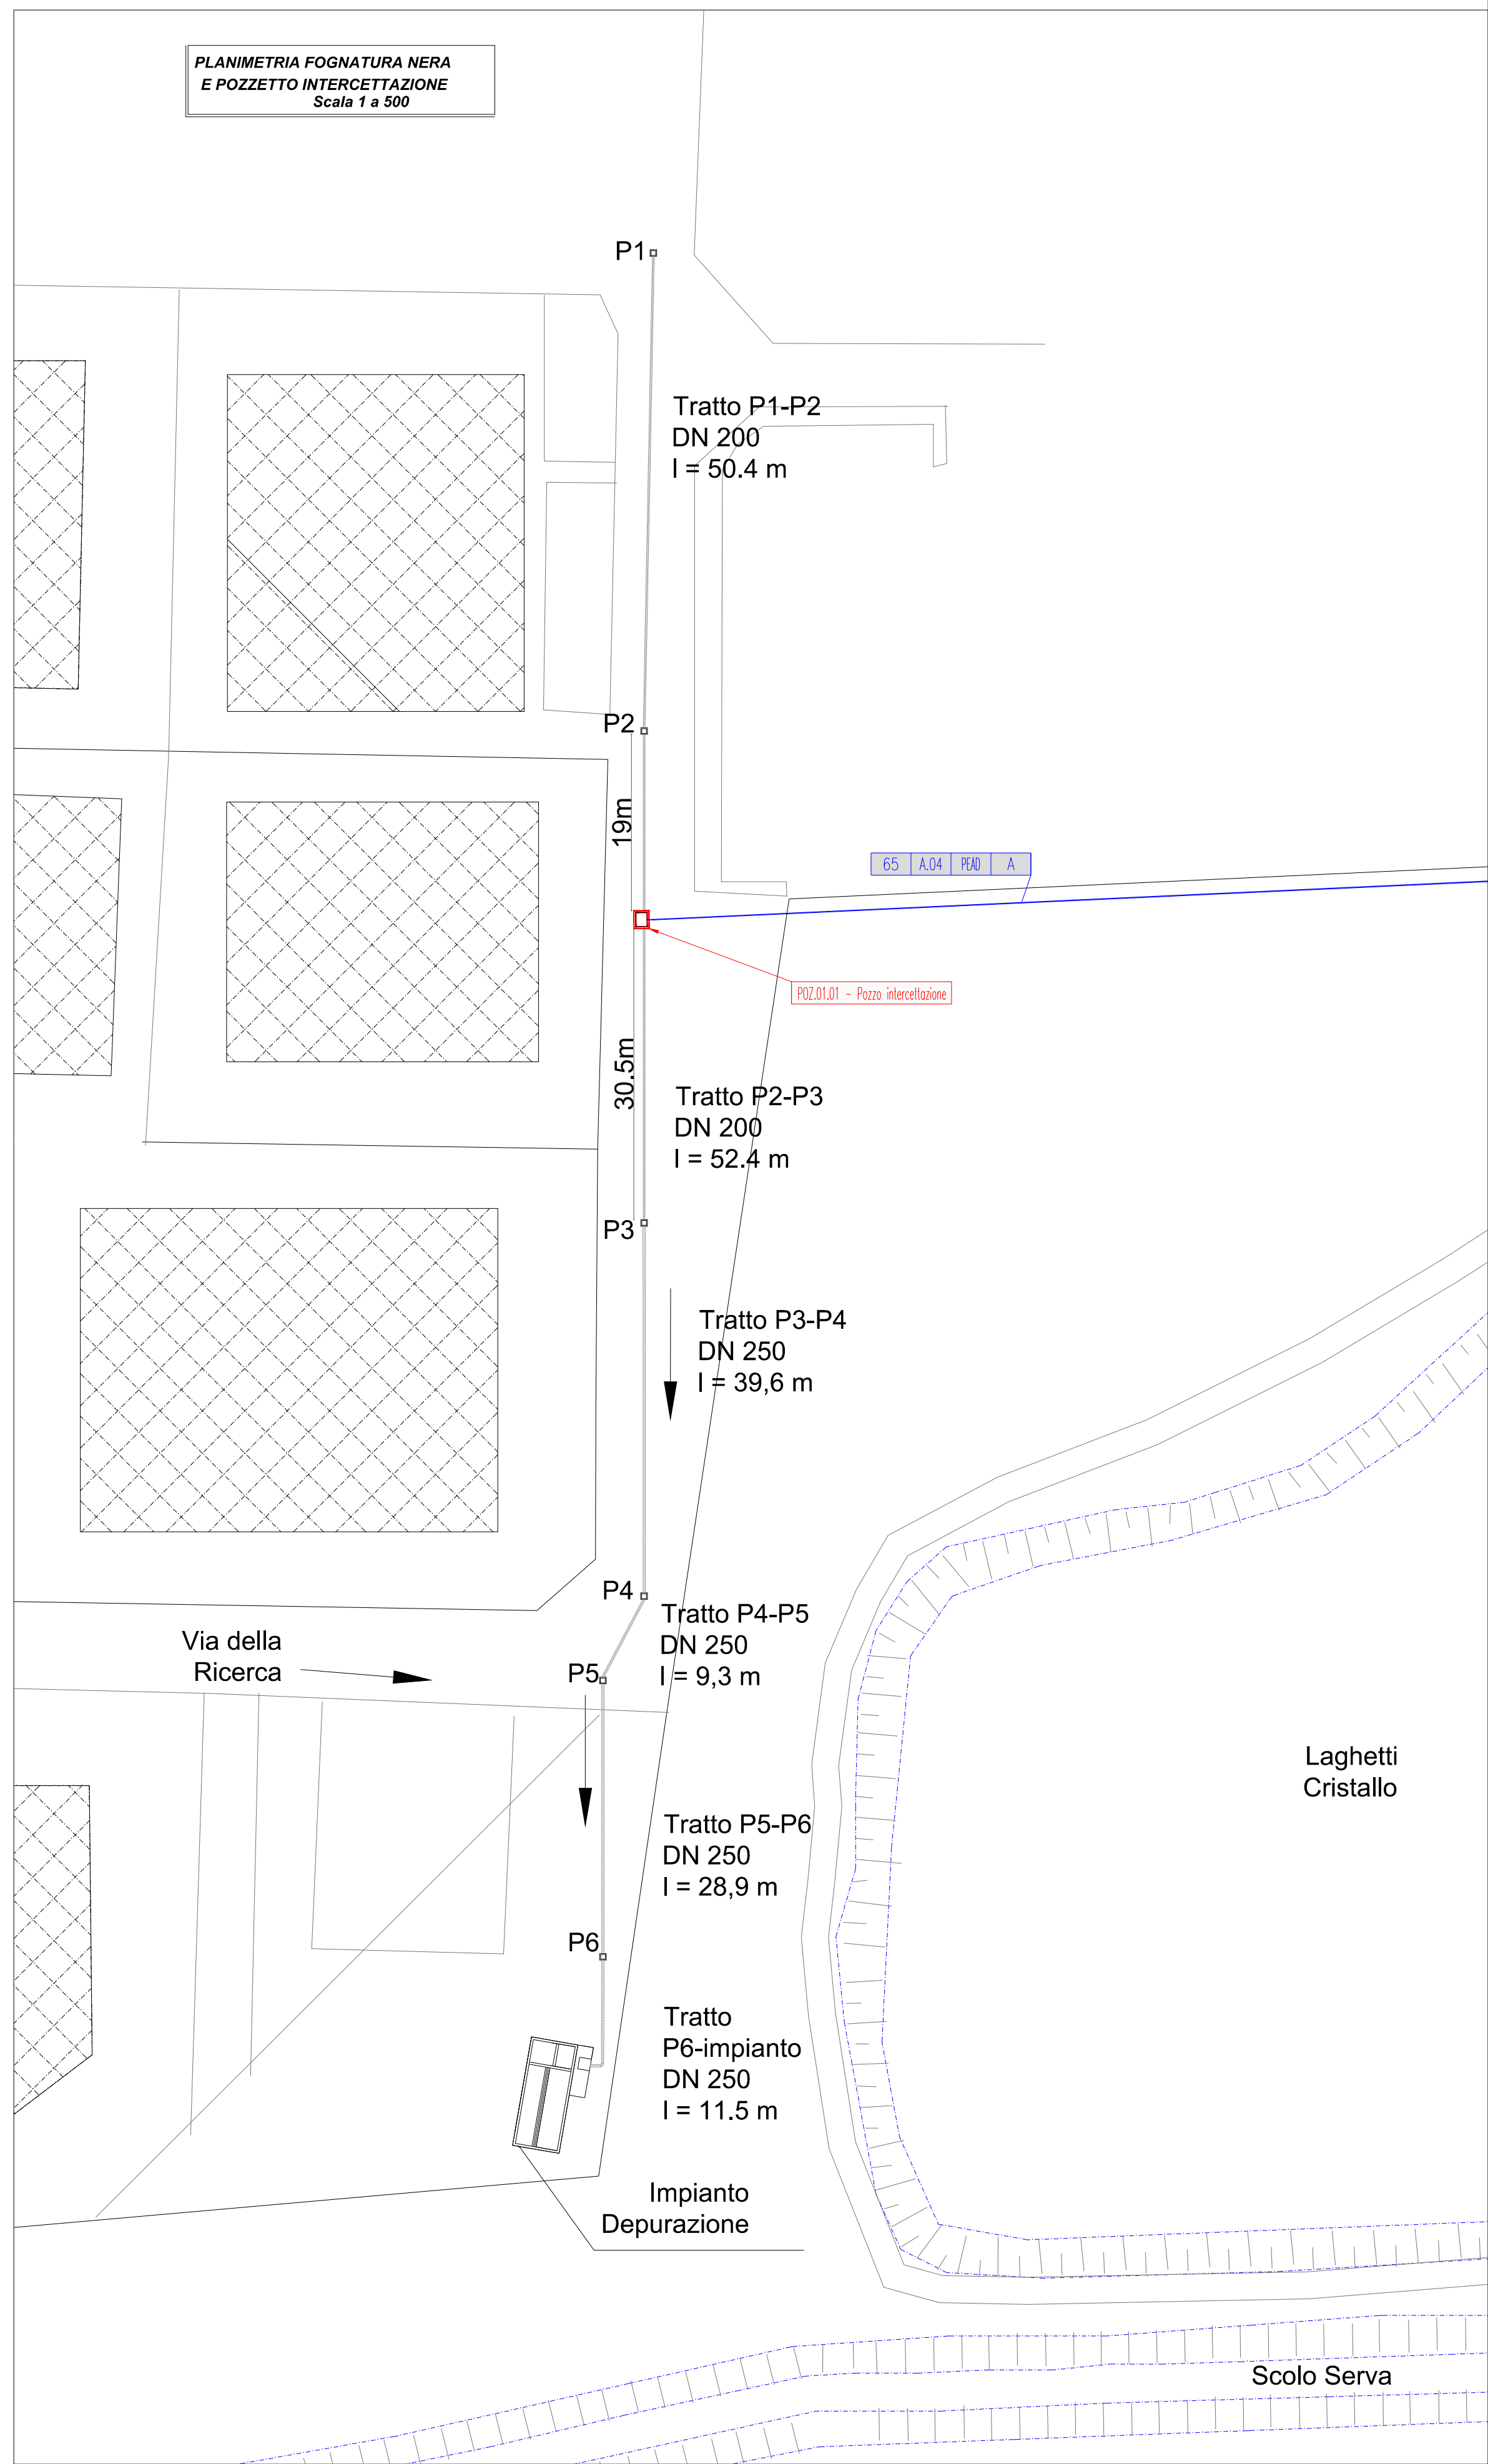 PLANIMETRIA FOGNATURA NERA
E POZZETTO INTERCETTAZIONE
Scala 1 a 500
P1
Tratto P1-P2
DN 200
l = 50.4 m
P2
19m
65 A.04 PEAD A
POZ.01.01 - Pozzo intercettazione
30.5m
Tratto P2-P3
DN 200
l = 52.4 m
P3
Tratto P3-P4
DN 250
l = 39,6 m
P4
Tratto P4-P5
DN 250
l = 9,3 m
Via della
Ricerca
P5
Laghetti
Cristallo
Tratto P5-P6
DN 250
l = 28,9 m
P6
Tratto
P6-impianto
DN 250
l = 11.5 m
Impianto
Depurazione
Scolo Serva